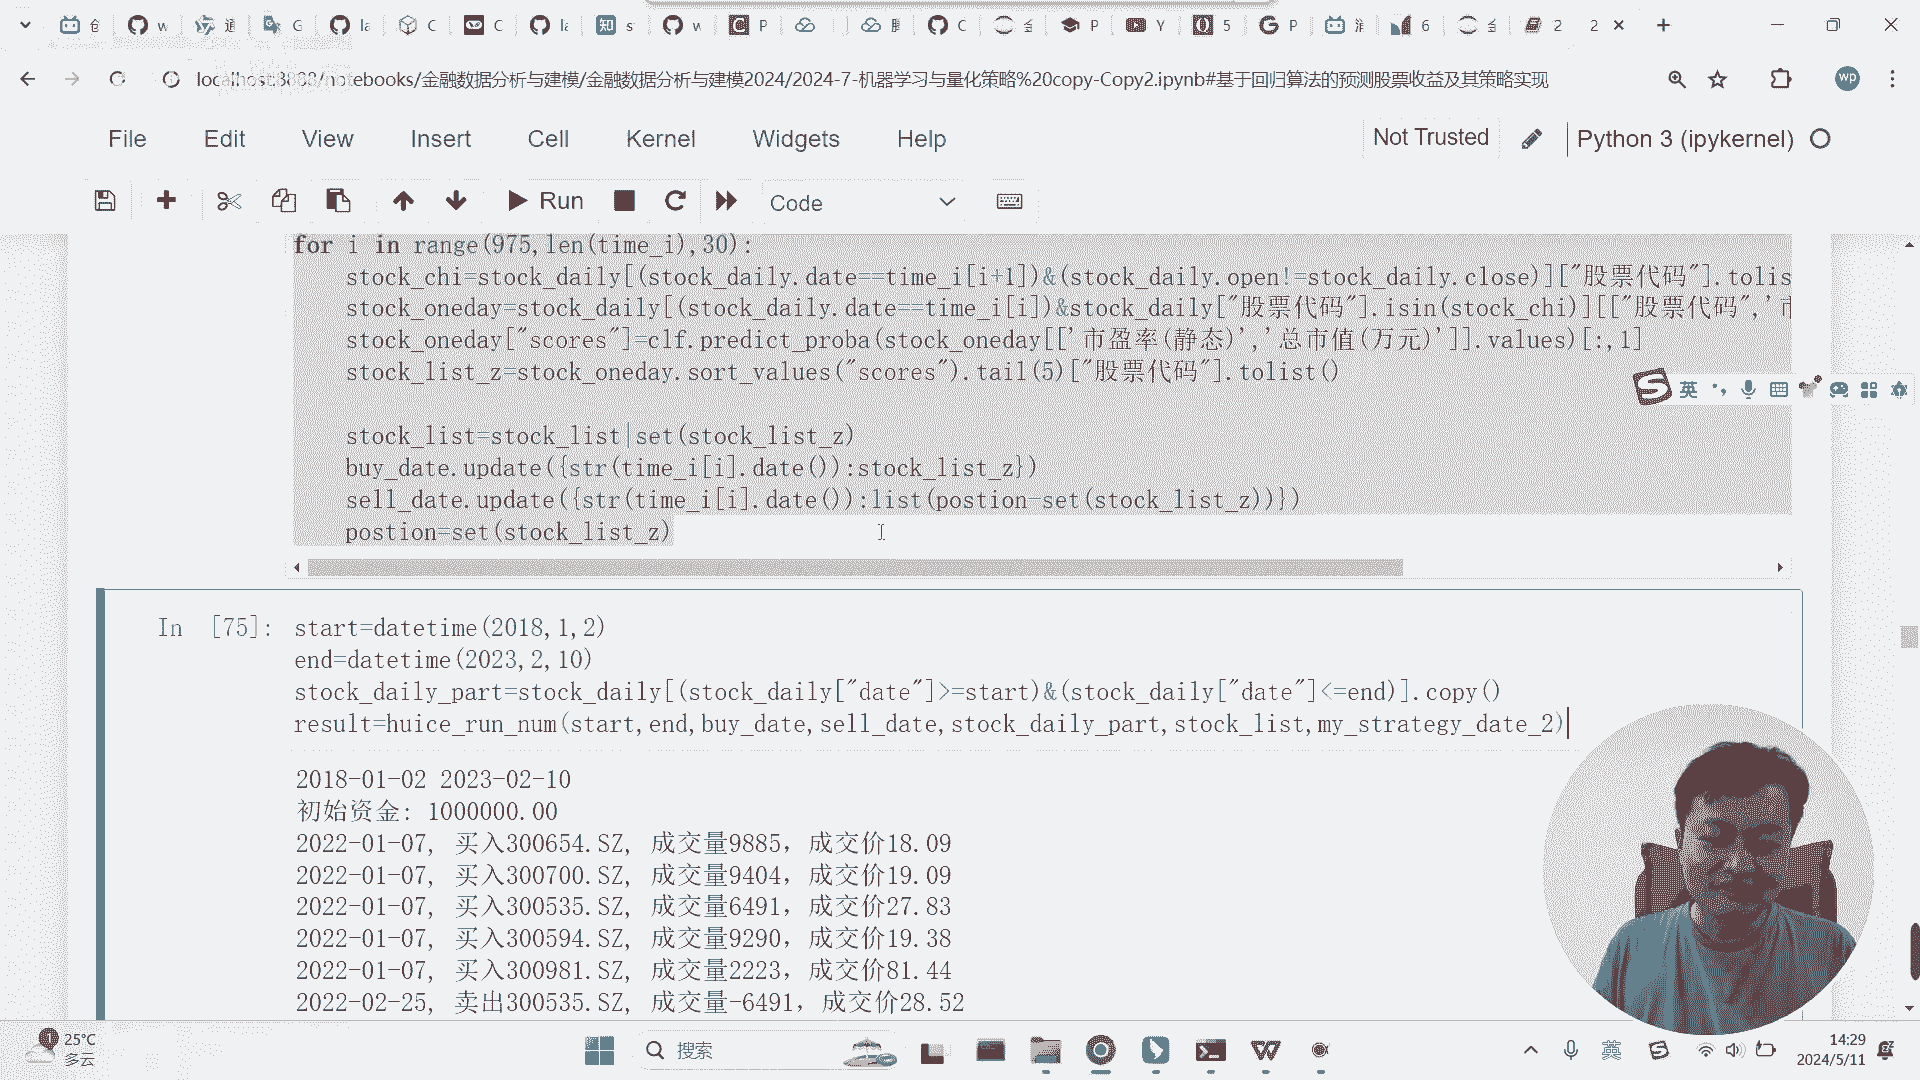 localhost:8888/notebooks/金融数据分析与建模/金融数据分析与建模2024/2024-7-机器学习与量化策略%20copy-Copy2.ipynb#基于回归算法的预测股票收益及其策略实现
wp
File Edit View Insert Cell Kernel Widgets Help
Not Trusted
Python 3 (ipykernel)
Run
Code
for i in range(975,len(time_i),30):
stock_chi=stock_daily[(stock_daily.date==time_i[i+1])&(stock_daily.open!=stock_daily.close)]["股票代码"].tolis
stock_oneday=stock_daily[(stock_daily.date==time_i[i])&stock_daily["股票代码"].isin(stock_chi)][["股票代码",'市
stock_oneday["scores"]=clf.predict_proba(stock_oneday[['市盈率(静态)','总市值(万元)']].values)[:,1]
stock_list_z=stock_oneday.sort_values("scores").tail(5)["股票代码"].tolist()
stock_list=stock_list|set(stock_list_z)
buy_date.update({str(time_i[i].date()):stock_list_z})
sell_date.update({str(time_i[i].date()):list(postion-set(stock_list_z))})
postion=set(stock_list_z)
In [75]:
start=datetime(2018,1,2)
end=datetime(2023,2,10)
stock_daily_part=stock_daily[(stock_daily["date"]>=start)&(stock_daily["date"]<=end)].copy()
result=huice_run_num(start,end,buy_date,sell_date,stock_daily_part,stock_list,my_strategy_date_2)
2018-01-02 2023-02-10
初始资金: 1000000.00
2022-01-07, 买入300654.SZ, 成交量9885，成交价18.09
2022-01-07, 买入300700.SZ, 成交量9404，成交价19.09
2022-01-07, 买入300535.SZ, 成交量6491，成交价27.83
2022-01-07, 买入300594.SZ, 成交量9290，成交价19.38
2022-01-07, 买入300981.SZ, 成交量2223，成交价81.44
2022-02-25, 卖出300535.SZ, 成交量-6491，成交价28.52
英
25°C
多云
搜索
英
14:29
2024/5/11